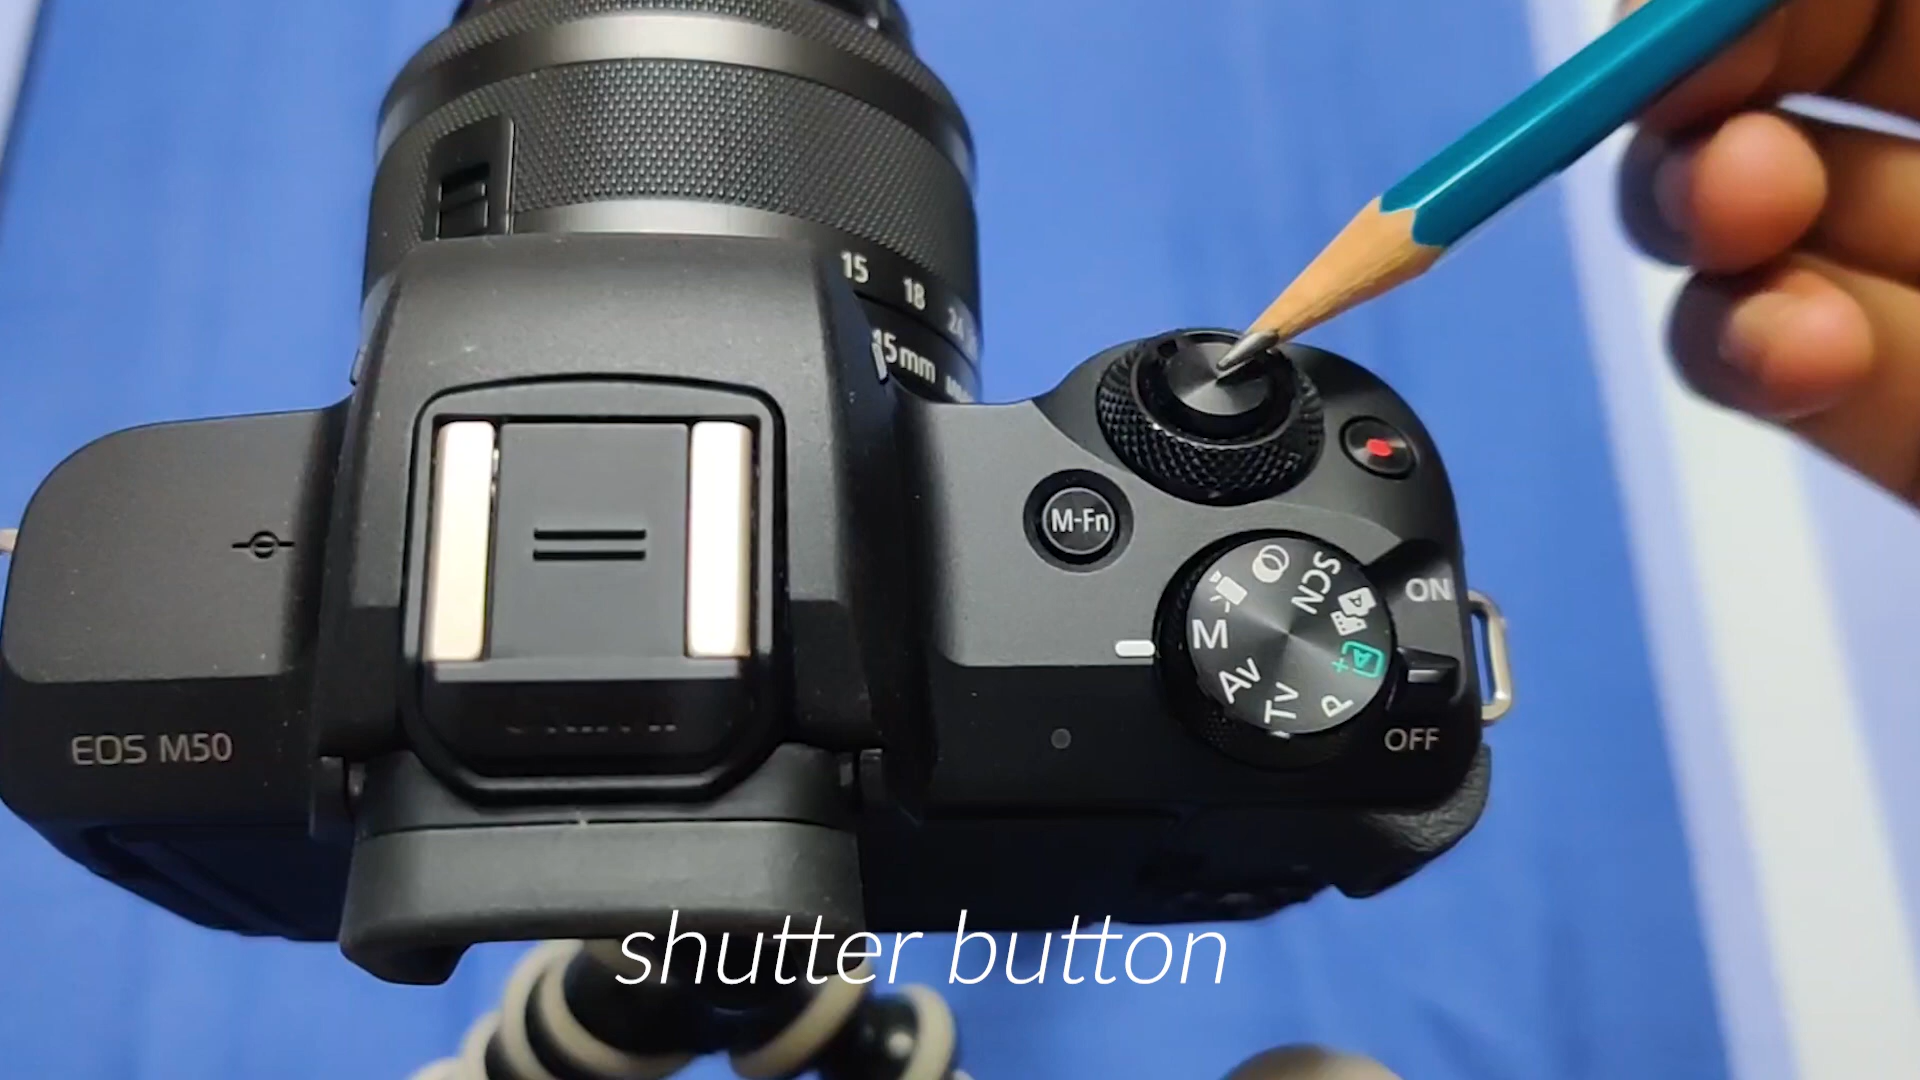 15 18 24
15mm
M-Fn
SCN
M
Av
Tv
P
A+
ON
OFF
EOS M50
shutter button